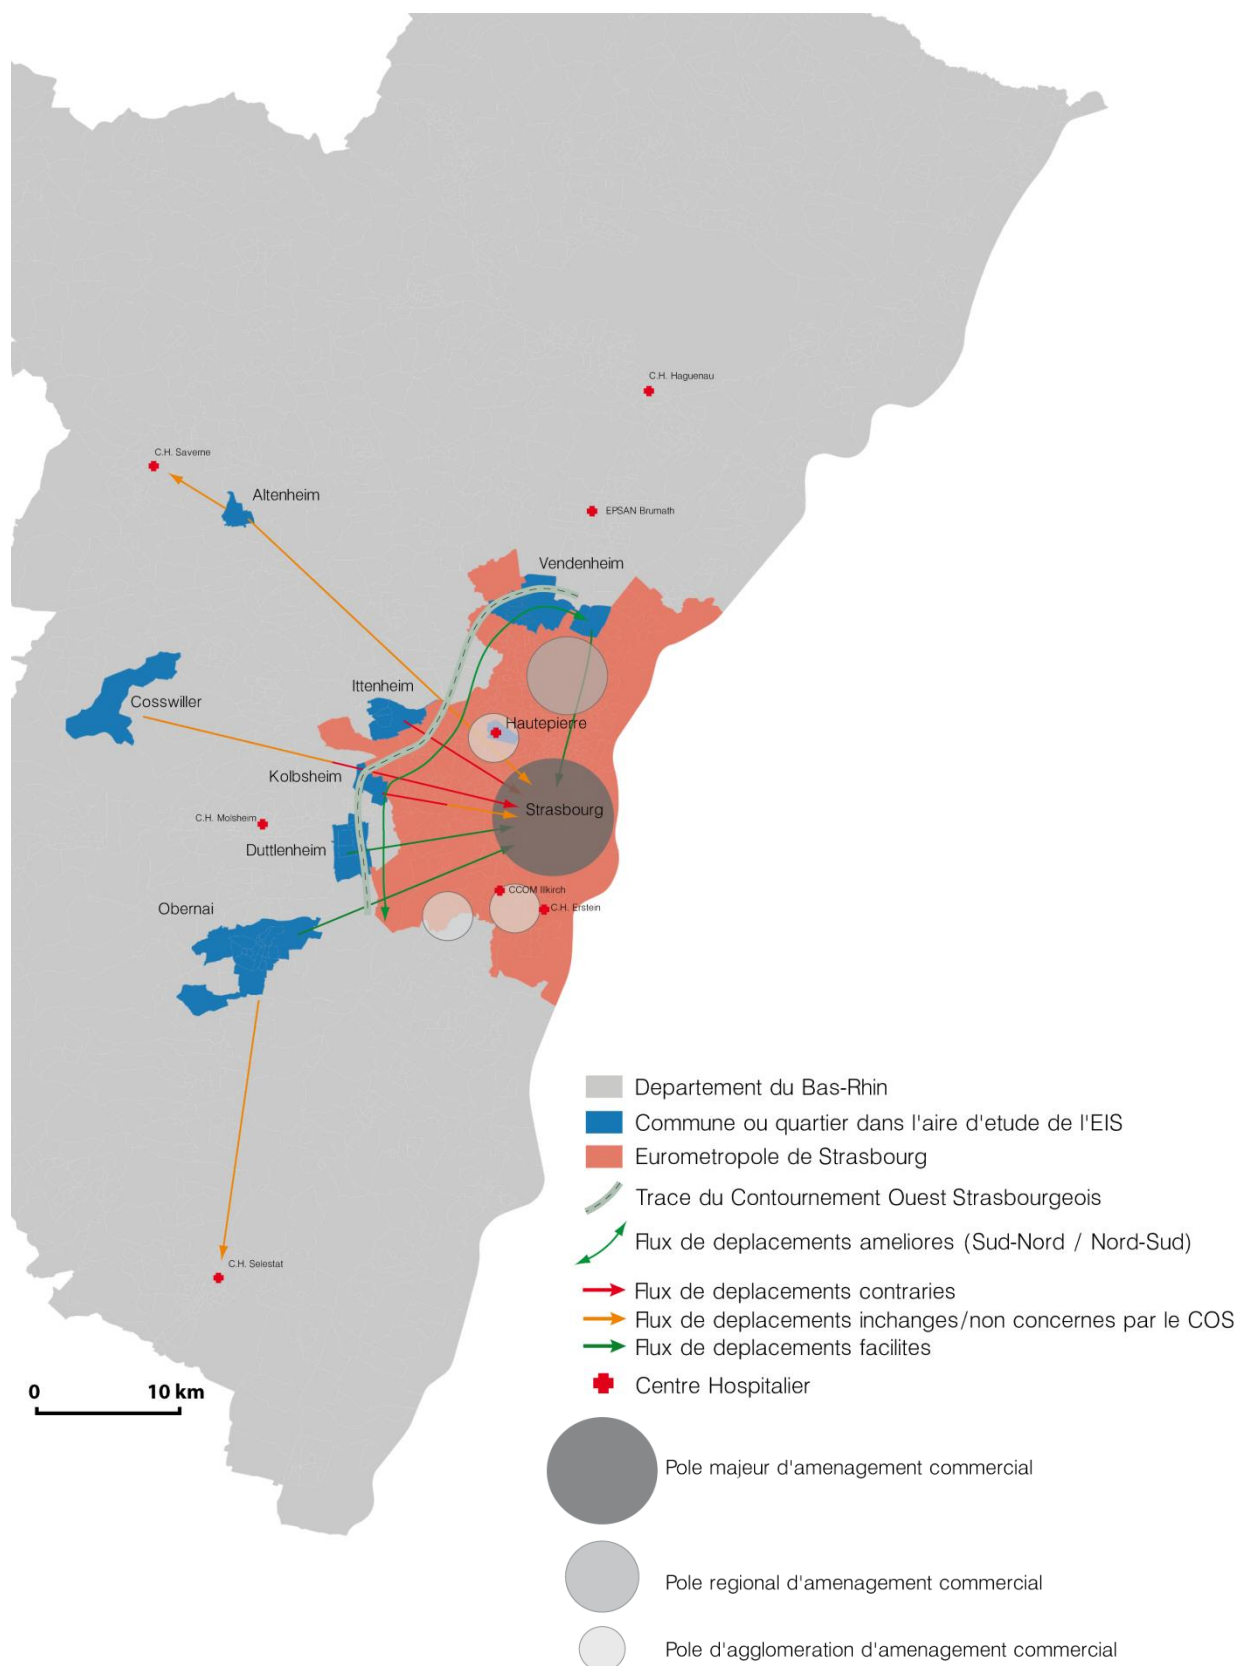 C.H. Haguenau
C.H. Saverne
Altenheim
EPSAN Brumath
Vendenheim
Ittenheim
Cosswiller
Hautepierre
Kolbsheim
Strasbourg
C.H. Molsheim
Duttlenheim
CCOM Illkirch
Obernai
C.H. Erstein
C.H. Selestat
Departement du Bas-Rhin
Commune ou quartier dans l'aire d'etude de l'EIS
Eurometropole de Strasbourg
Trace du Contournement Ouest Strasbourgeois
Flux de deplacements ameliores (Sud-Nord / Nord-Sud)
Flux de deplacements contraries
Flux de deplacements inchanges/non concernes par le COS
Flux de deplacements facilites
Centre Hospitalier
0 10 km
Pole majeur d'amenagement commercial
Pole regional d'amenagement commercial
Pole d'agglomeration d'amenagement commercial